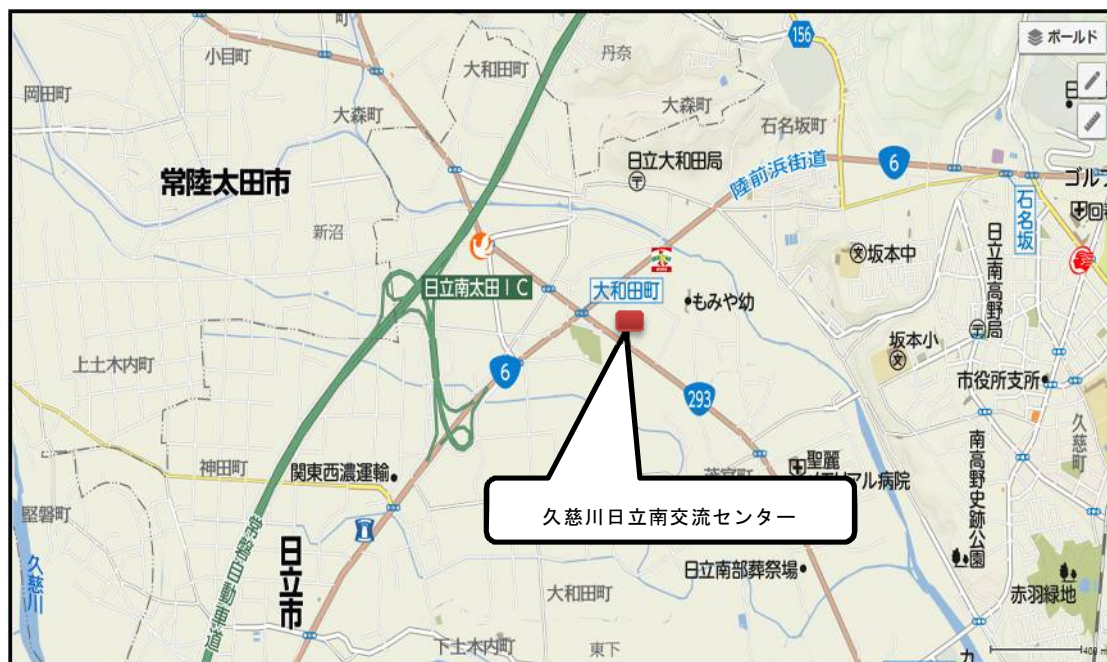 町
156
ボールド
小目町
丹奈
大和田町
岡田町
大森町
大森町
石名坂町
日立大和田局
陸前浜街道
6
常陸太田市
ゴルフ
石名坂
新沼
日立南高野局
坂本中
日立南太田IC
大和田町
もみや幼
坂本小
上土木内町
6
293
市役所支所
久慈町
神田町
関東西濃運輸
聖麗
アル病院
南高野史跡公園
堅磐町
久慈川日立南交流センター
常磐自動車道
久慈川
日立市
日立南部葬祭場
大和田町
赤羽緑地
下土木内町
東下
400 m